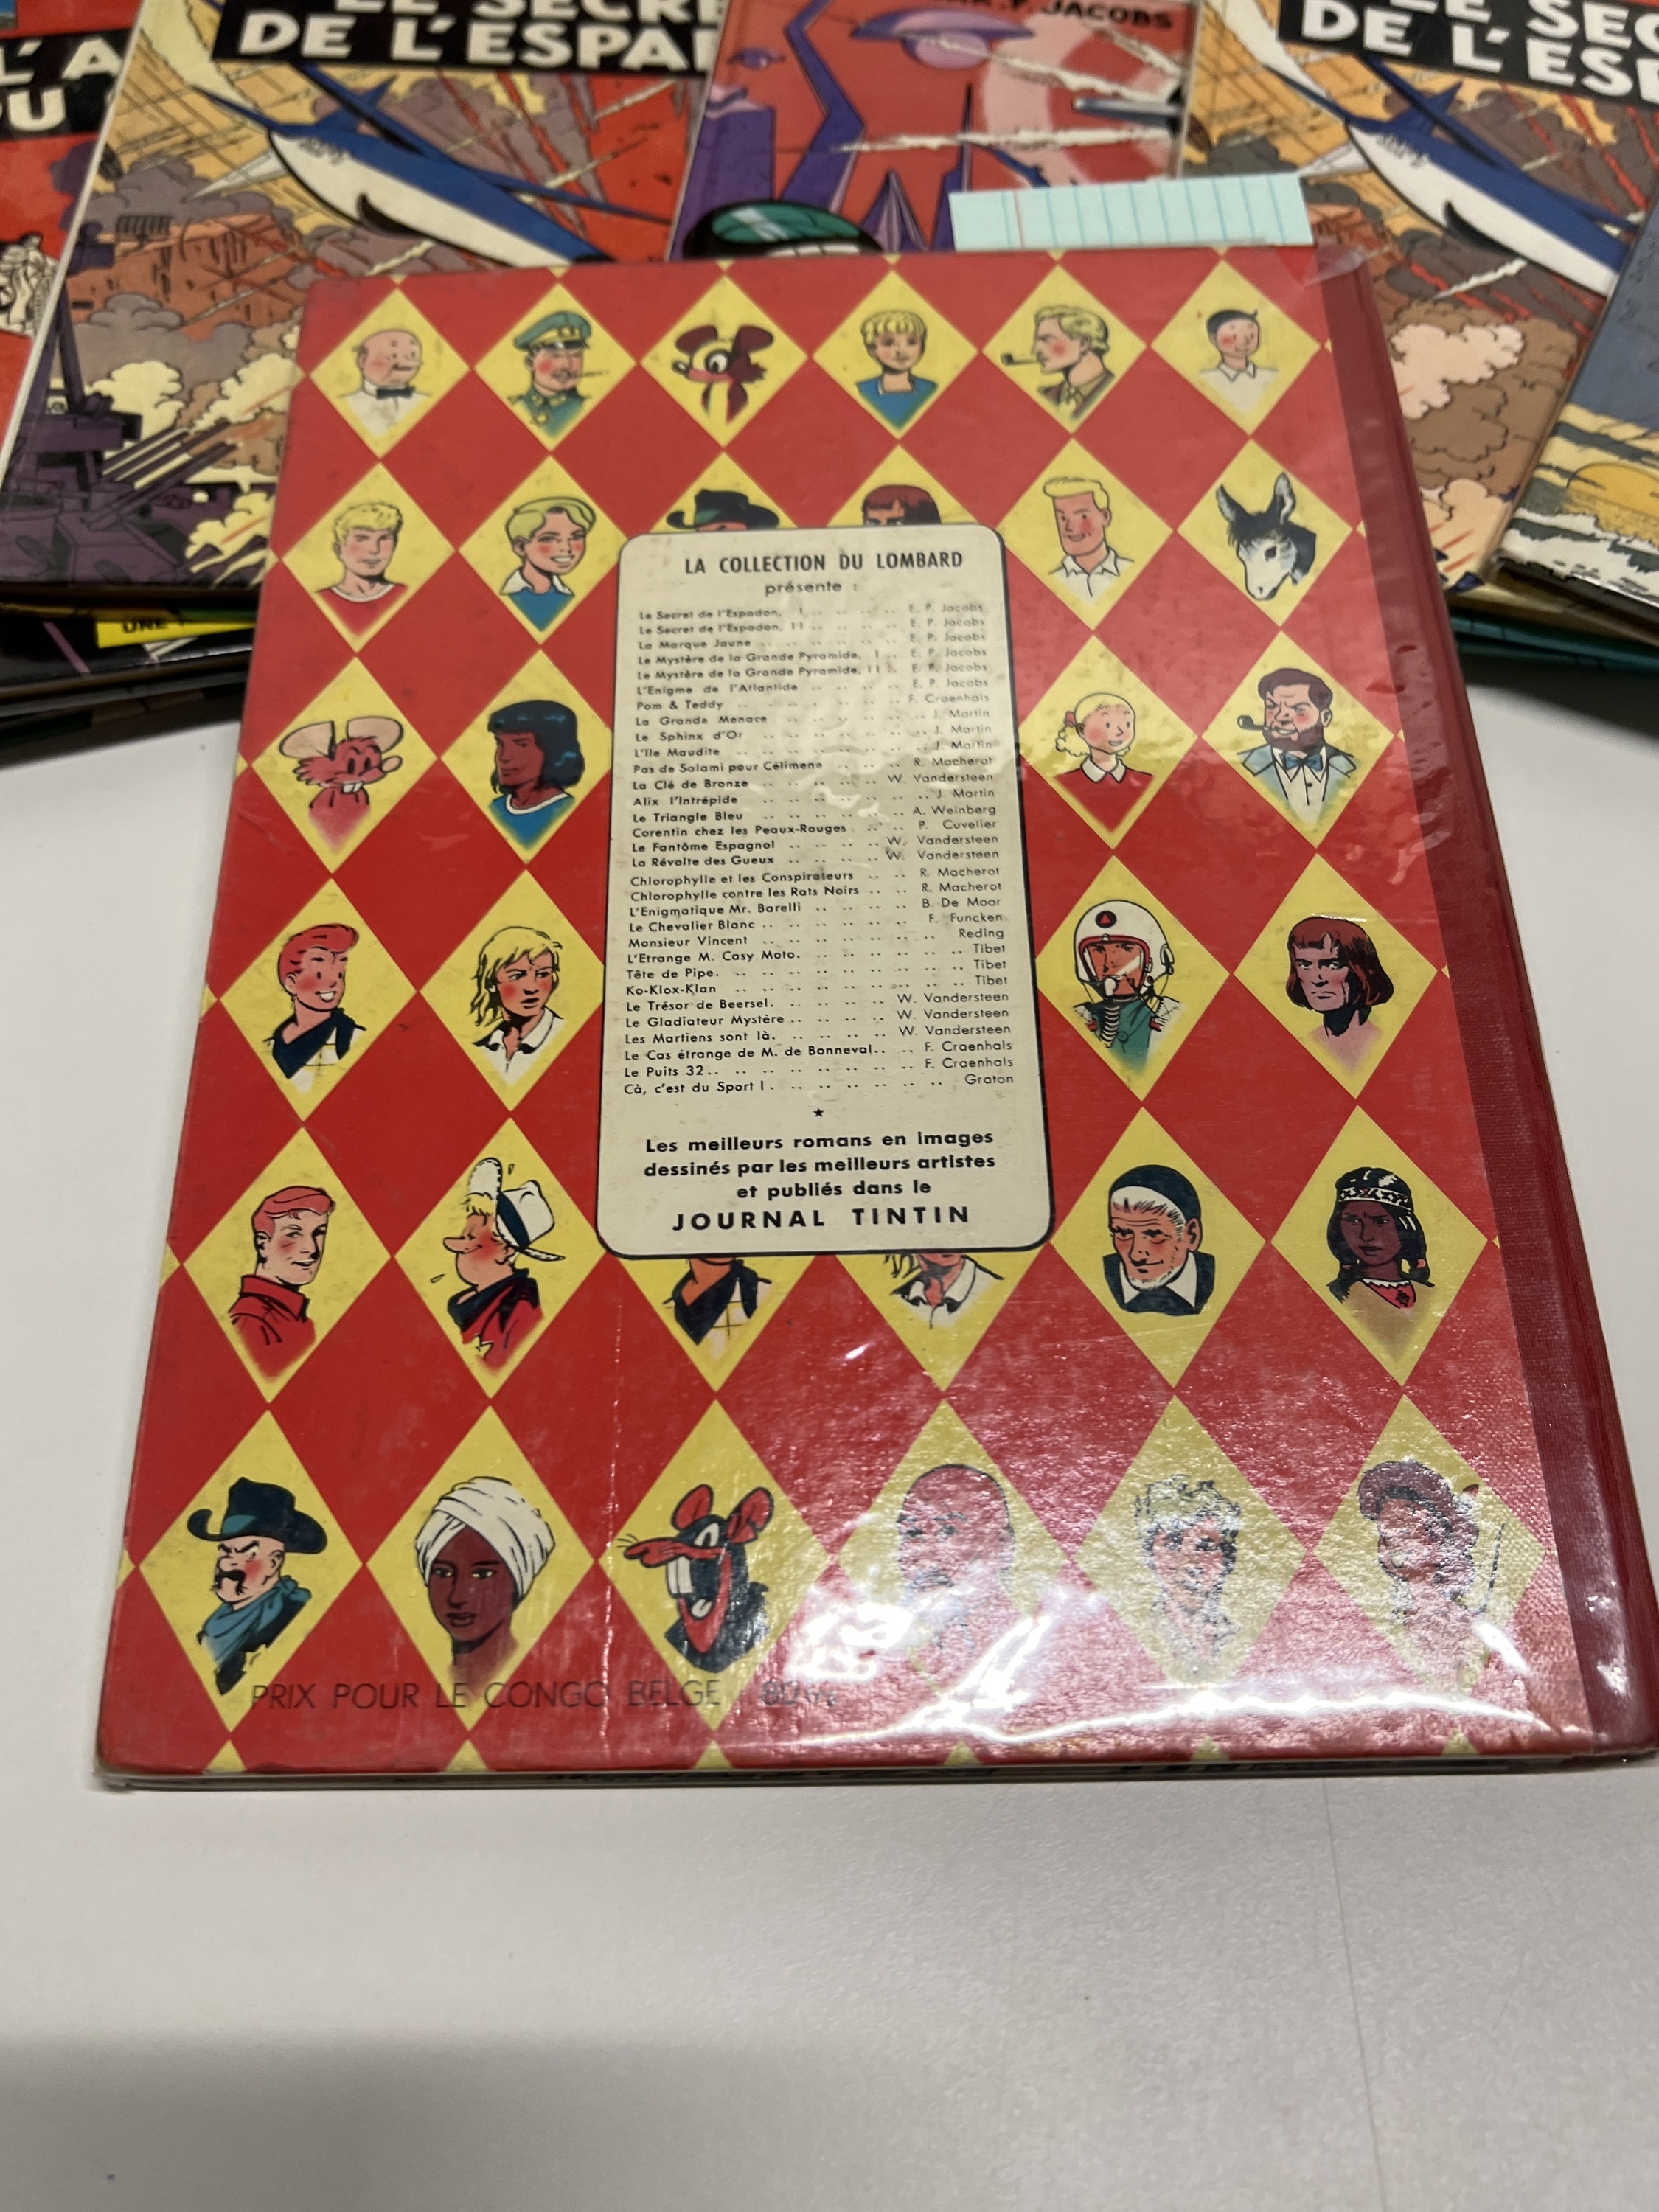 L'A
DU
LE SECRE
DE L'ESPA
P. JACOBS
LE SEC
DE L'ESP
UNE
LA COLLECTION DU LOMBARD
présente :
Le Secret de l'Espadon, I .. .. .. .. E. P. Jacobs
Le Secret de l'Espadon, II .. .. .. .. E. P. Jacobs
La Marque Jaune .. .. .. .. .. E. P. Jacobs
Le Mystère de la Grande Pyramide, I .. E. P. Jacobs
Le Mystère de la Grande Pyramide, II .. E. P. Jacobs
L'Enigme de l'Atlantide .. .. .. .. E. P. Jacobs
Pom & Teddy .. .. .. .. .. .. F. Craenhals
La Grande Menace .. .. .. .. .. J. Martin
Le Sphinx d'Or .. .. .. .. .. .. J. Martin
L'Ile Maudite .. .. .. .. .. .. J. Martin
Pas de Salami pour Célimene .. .. .. R. Macherot
La Clé de Bronze .. .. .. .. .. W. Vandersteen
Alix l'Intrépide .. .. .. .. .. .. J. Martin
Le Triangle Bleu .. .. .. .. .. .. A. Weinberg
Corentin chez les Peaux-Rouges .. .. P. Cuvelier
Le Fantôme Espagnol .. .. .. .. W. Vandersteen
La Révolte des Gueux .. .. .. .. W. Vandersteen
Chlorophylle et les Conspirateurs .. .. R. Macherot
Chlorophylle contre les Rats Noirs .. .. R. Macherot
L'Enigmatique Mr. Barelli .. .. .. .. B. De Moor
Le Chevalier Blanc .. .. .. .. .. F. Funcken
Monsieur Vincent .. .. .. .. .. .. Reding
L'Etrange M. Casy Moto. .. .. .. .. .. Tibet
Tête de Pipe. .. .. .. .. .. .. .. Tibet
Ko-Klox-Klan .. .. .. .. .. .. .. Tibet
Le Trésor de Beersel. .. .. .. .. W. Vandersteen
Le Gladiateur Mystère .. .. .. .. W. Vandersteen
Les Martiens sont là. .. .. .. .. W. Vandersteen
Le Cas étrange de M. de Bonneval.. .. F. Craenhals
Le Puits 32 .. .. .. .. .. .. .. F. Craenhals
Cà, c'est du Sport ! . .. .. .. .. .. Graton
★
Les meilleurs romans en images
dessinés par les meilleurs artistes
et publiés dans le
JOURNAL TINTIN
PRIX POUR LE CONGO BELGE